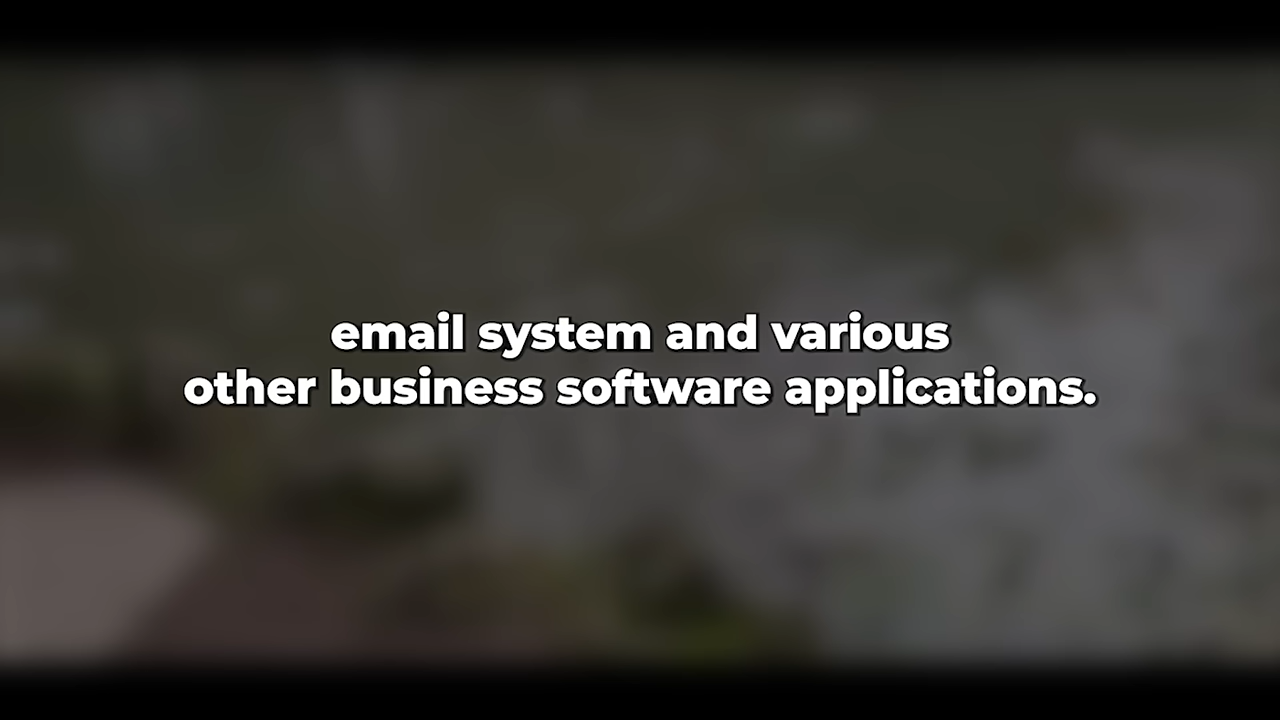 email system and various
other business software applications.